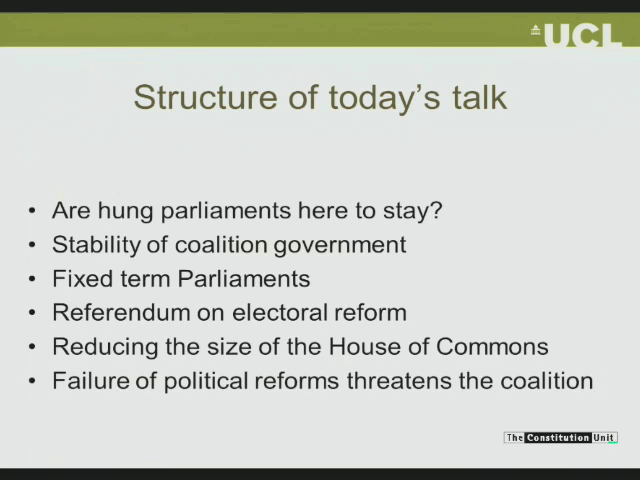 UCL
Structure of today's talk
• Are hung parliaments here to stay?
• Stability of coalition government
• Fixed term Parliaments
• Referendum on electoral reform
• Reducing the size of the House of Commons
• Failure of political reforms threatens the coalition
The Constitution Unit